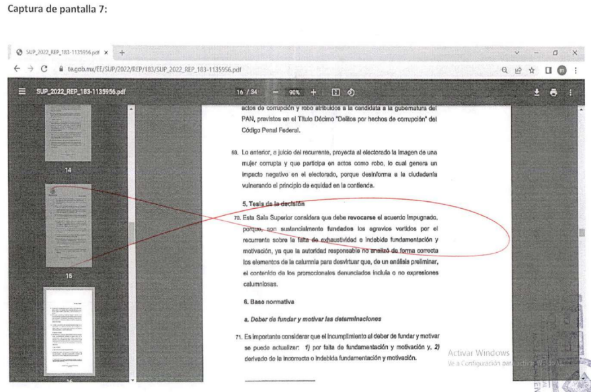 Captura de pantalla 7:
SUP_2022_REP_183-1135956.pdf
te.gob.mx/EE/SUP/2022/REP/183/SUP_2022_REP_183-1135956.pdf
SUP_2022_REP_183-1135956.pdf 16 / 34 90%
14
15
actos de corrupción y robo atribuidos a la candidata a la gubernatura del
PAN, previstos en el Título Décimo "Delitos por hechos de corrupción" del
Código Penal Federal.
69. Lo anterior, a juicio del recurrente, proyecta al electorado la imagen de una
mujer corrupta y que participa en actos como robo, lo cual genera un
impacto negativo en el electorado, porque desinforma a la ciudadanía
vulnerando el principio de equidad en la contienda.
5. Tesis de la decisión
70. Esta Sala Superior considera que debe revocarse el acuerdo impugnado,
porque, son sustancialmente fundados los agravios vertidos por el
recurrente sobre la falta de exhaustividad e indebida fundamentación y
motivación, ya que la autoridad responsable no analizó de forma correcta
los elementos de la calumnia para desvirtuar que, de un análisis preliminar,
el contenido de los promocionales denunciados incluía o no expresiones
calumniosas.
6. Base normativa
a. Deber de fundar y motivar las determinaciones
71. Es importante considerar que el incumplimiento al deber de fundar y motivar
se puede actualizar: 1) por falta de fundamentación y motivación y, 2)
derivado de la incorrecta o indebida fundamentación y motivación.
Activar Windows